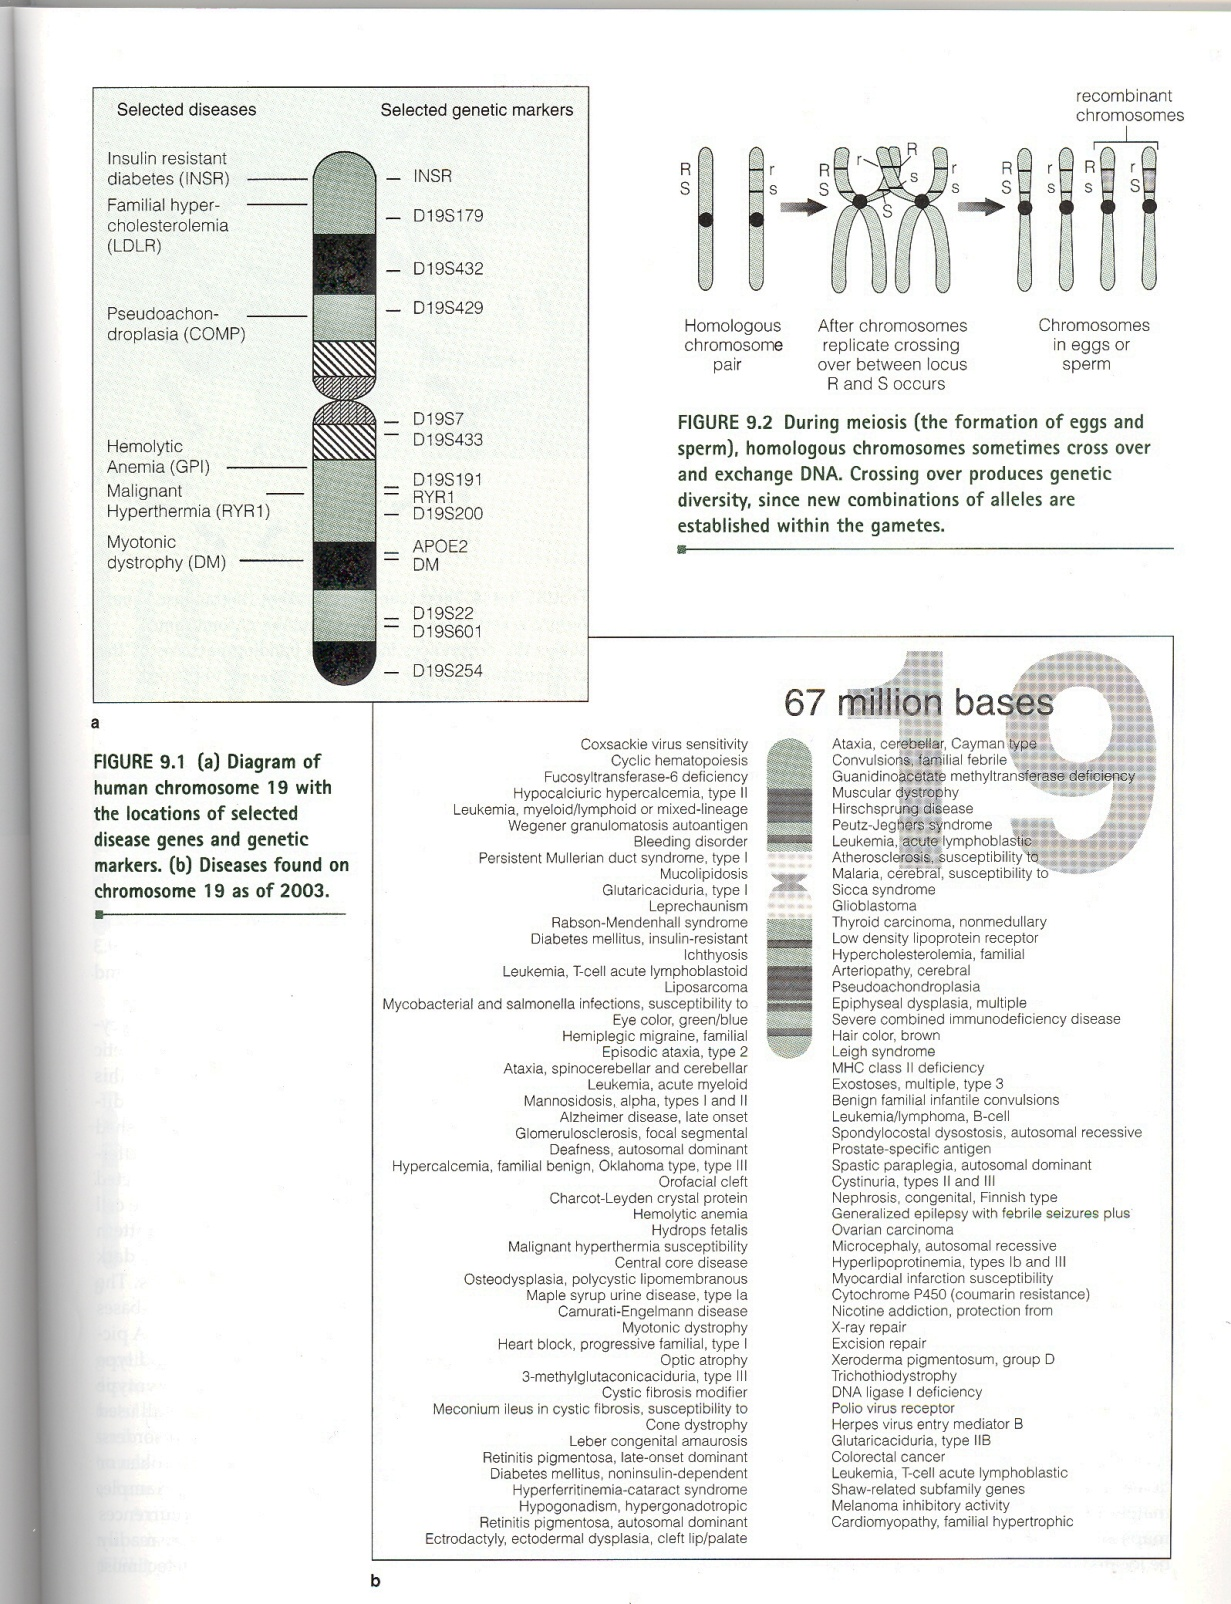 Selected diseases
Selected genetic markers
Insulin resistant
diabetes (INSR)
Familial hyper-
cholesterolemia
(LDLR)
Pseudoachon-
droplasia (COMP)
Hemolytic
Anemia (GPI)
Malignant
Hyperthermia (RYR1)
Myotonic
dystrophy (DM)
INSR
D19S179
D19S432
D19S429
D19S7
D19S433
D19S191
RYR1
D19S200
APOE2
DM
D19S22
D19S601
D19S254
a
FIGURE 9.1 (a) Diagram of
human chromosome 19 with
the locations of selected
disease genes and genetic
markers. (b) Diseases found on
chromosome 19 as of 2003.
recombinant
chromosomes
R
S
r
s
R
S
r
R
s
S
r
s
R
S
r
s
R
s
r
S
Homologous
chromosome
pair
After chromosomes
replicate crossing
over between locus
R and S occurs
Chromosomes
in eggs or
sperm
FIGURE 9.2 During meiosis (the formation of eggs and
sperm), homologous chromosomes sometimes cross over
and exchange DNA. Crossing over produces genetic
diversity, since new combinations of alleles are
established within the gametes.
19
67 million bases
Coxsackie virus sensitivity
Cyclic hematopoiesis
Fucosyltransferase-6 deficiency
Hypocalciuric hypercalcemia, type II
Leukemia, myeloid/lymphoid or mixed-lineage
Wegener granulomatosis autoantigen
Bleeding disorder
Persistent Mullerian duct syndrome, type I
Mucolipidosis
Glutaricaciduria, type I
Leprechaunism
Rabson-Mendenhall syndrome
Diabetes mellitus, insulin-resistant
Ichthyosis
Leukemia, T-cell acute lymphoblastoid
Liposarcoma
Mycobacterial and salmonella infections, susceptibility to
Eye color, green/blue
Hemiplegic migraine, familial
Episodic ataxia, type 2
Ataxia, spinocerebellar and cerebellar
Leukemia, acute myeloid
Mannosidosis, alpha, types I and II
Alzheimer disease, late onset
Glomerulosclerosis, focal segmental
Deafness, autosomal dominant
Hypercalcemia, familial benign, Oklahoma type, type III
Orofacial cleft
Charcot-Leyden crystal protein
Hemolytic anemia
Hydrops fetalis
Malignant hyperthermia susceptibility
Central core disease
Osteodysplasia, polycystic lipomembranous
Maple syrup urine disease, type Ia
Camurati-Engelmann disease
Myotonic dystrophy
Heart block, progressive familial, type I
Optic atrophy
3-methylglutaconicaciduria, type III
Cystic fibrosis modifier
Meconium ileus in cystic fibrosis, susceptibility to
Cone dystrophy
Leber congenital amaurosis
Retinitis pigmentosa, late-onset dominant
Diabetes mellitus, noninsulin-dependent
Hyperferritinemia-cataract syndrome
Hypogonadism, hypergonadotropic
Retinitis pigmentosa, autosomal dominant
Ectrodactyly, ectodermal dysplasia, cleft lip/palate
Ataxia, cerebellar, Cayman type
Convulsions, familial febrile
Guanidinoacetate methyltransferase deficiency
Muscular dystrophy
Hirschsprung disease
Peutz-Jeghers syndrome
Leukemia, acute lymphoblastic
Atherosclerosis, susceptibility to
Malaria, cerebral, susceptibility to
Sicca syndrome
Glioblastoma
Thyroid carcinoma, nonmedullary
Low density lipoprotein receptor
Hypercholesterolemia, familial
Arteriopathy, cerebral
Pseudoachondroplasia
Epiphyseal dysplasia, multiple
Severe combined immunodeficiency disease
Hair color, brown
Leigh syndrome
MHC class II deficiency
Exostoses, multiple, type 3
Benign familial infantile convulsions
Leukemia/lymphoma, B-cell
Spondylocostal dysostosis, autosomal recessive
Prostate-specific antigen
Spastic paraplegia, autosomal dominant
Cystinuria, types II and III
Nephrosis, congenital, Finnish type
Generalized epilepsy with febrile seizures plus
Ovarian carcinoma
Microcephaly, autosomal recessive
Hyperlipoprotinemia, types Ib and III
Myocardial infarction susceptibility
Cytochrome P450 (coumarin resistance)
Nicotine addiction, protection from
X-ray repair
Excision repair
Xeroderma pigmentosum, group D
Trichothiodystrophy
DNA ligase I deficiency
Polio virus receptor
Herpes virus entry mediator B
Glutaricaciduria, type IIB
Colorectal cancer
Leukemia, T-cell acute lymphoblastic
Shaw-related subfamily genes
Melanoma inhibitory activity
Cardiomyopathy, familial hypertrophic
b